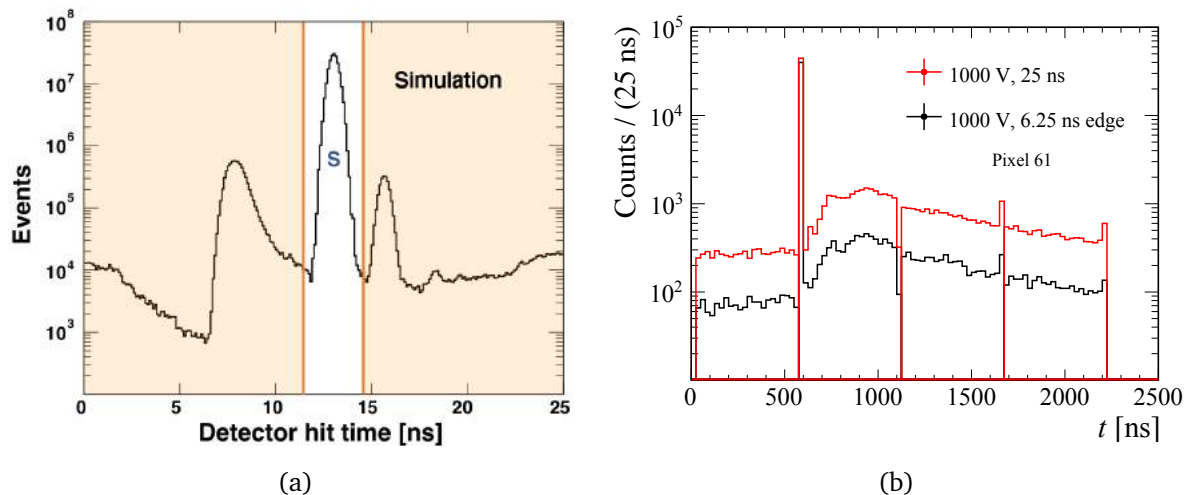 10^8
10^7
10^6
10^5
10^4
10^3
Events
Simulation
S
0 5 10 15 20 25
Detector hit time [ns]
(a)
10^5
10^4
10^3
10^2
Counts / (25 ns)
1000 V, 25 ns
1000 V, 6.25 ns edge
Pixel 61
0 500 1000 1500 2000 2500
t [ns]
(b)